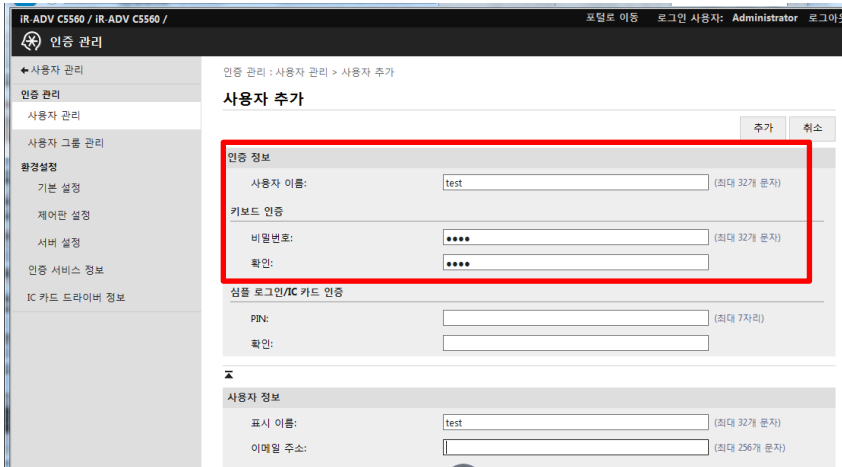 iR-ADV C5560 / iR-ADV C5560 /
포털로 이동 로그인 사용자: Administrator 로그아웃
인증 관리
사용자 관리
인증 관리
사용자 관리
사용자 그룹 관리
환경설정
기본 설정
제어판 설정
서버 설정
인증 서비스 정보
IC 카드 드라이버 정보
인증 관리 : 사용자 관리 > 사용자 추가
사용자 추가
추가 취소
인증 정보
사용자 이름: test (최대 32개 문자)
키보드 인증
비밀번호: •••• (최대 32개 문자)
확인: ••••
심플 로그인/IC 카드 인증
PIN: (최대 7자리)
확인:
사용자 정보
표시 이름: test (최대 32개 문자)
이메일 주소: (최대 256개 문자)